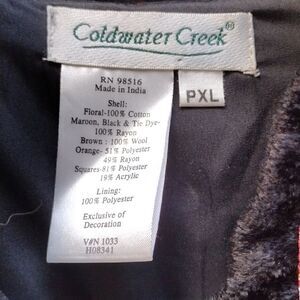 Coldwater Creek®
PXL
RN 98516
Made in India
Shell:
Floral-100% Cotton
Maroon, Black & Tie Dye-
100% Rayon
Brown : 100% Wool
Orange- 51% Polyester
49% Rayon
Squares-81% Polyester
19% Acrylic
Lining:
100% Polyester
Exclusive of
Decoration
V#N 1033
H08341